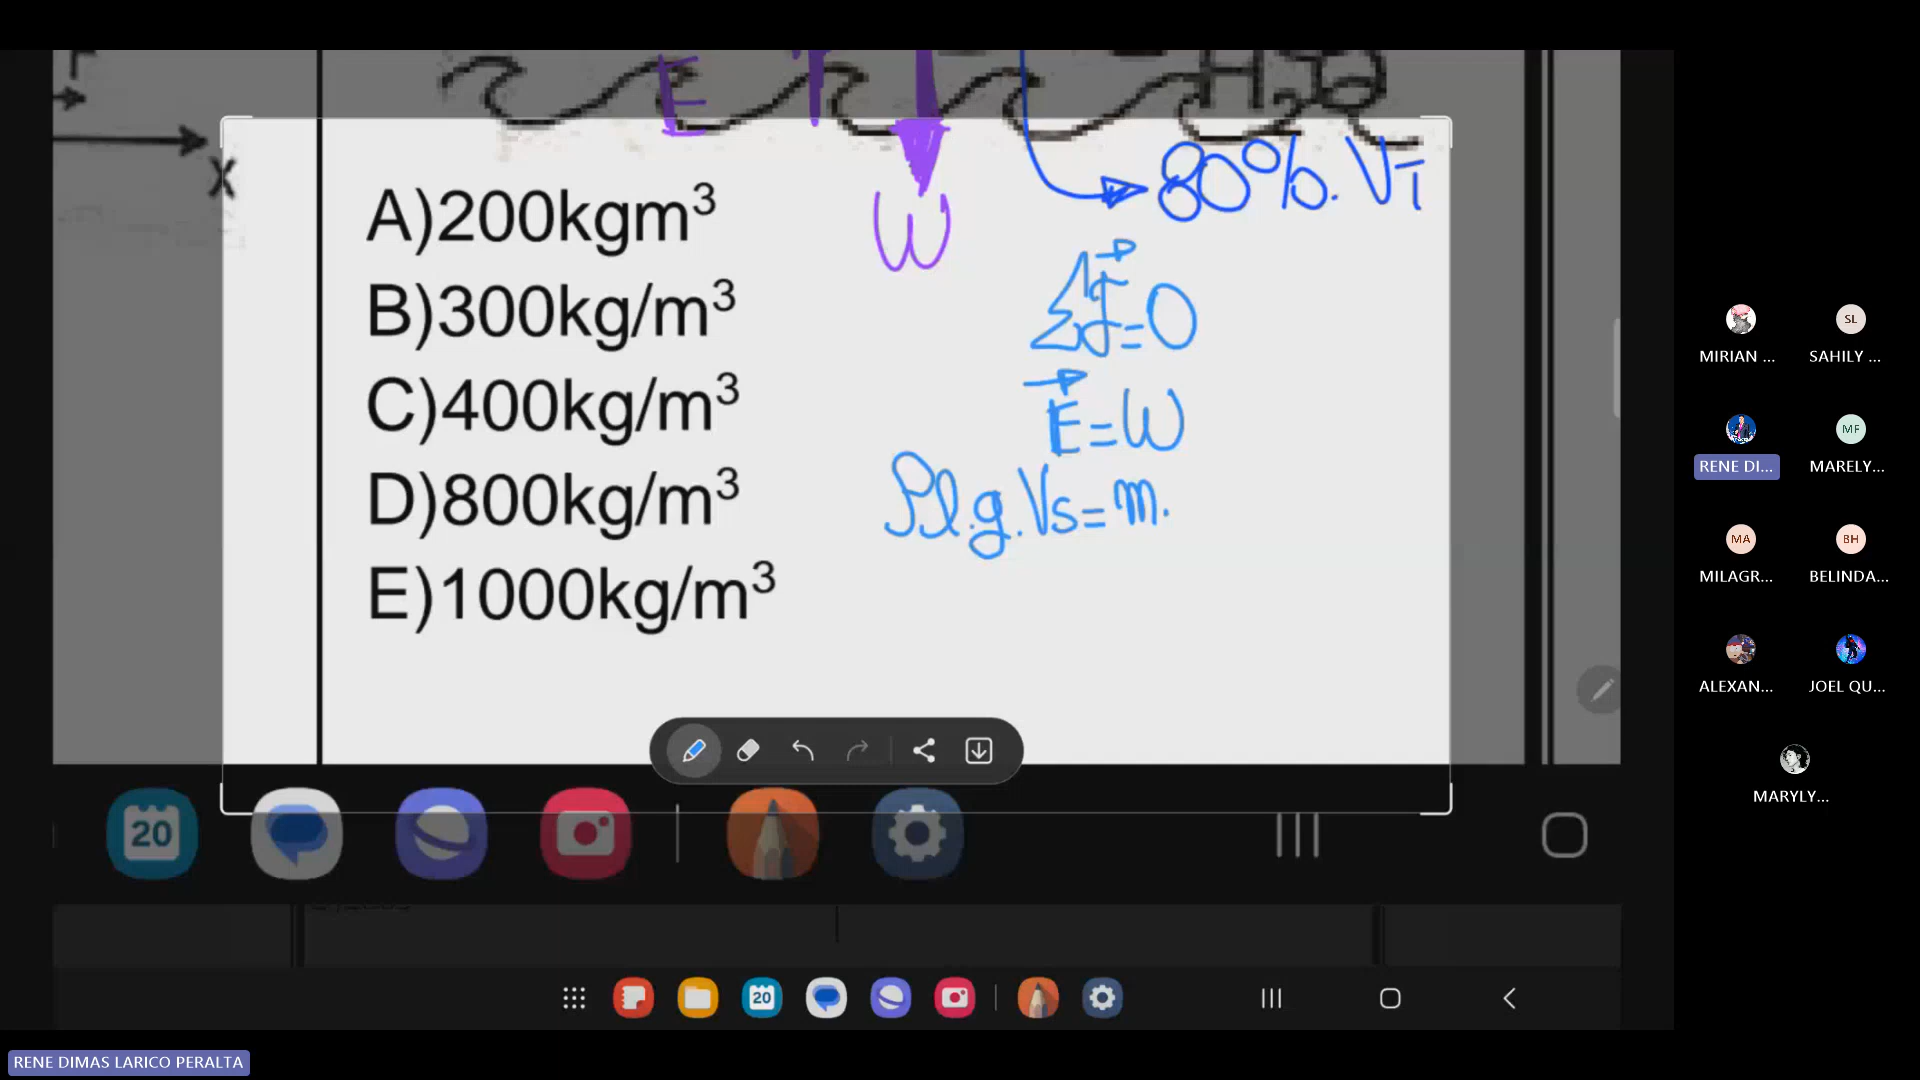 H₂O
E
x
80%. VT
A)200kgm³
W
B)300kg/m³
ΣF=0
C)400kg/m³
E=W
D)800kg/m³
ρl.g.Vs=m.
E)1000kg/m³
20
20
MIRIAN ...
SL
SAHILY ...
RENE DI...
MF
MARELY...
MA
MILAGR...
BH
BELINDA...
ALEXAN...
JOEL QU...
MARYLY...
RENE DIMAS LARICO PERALTA